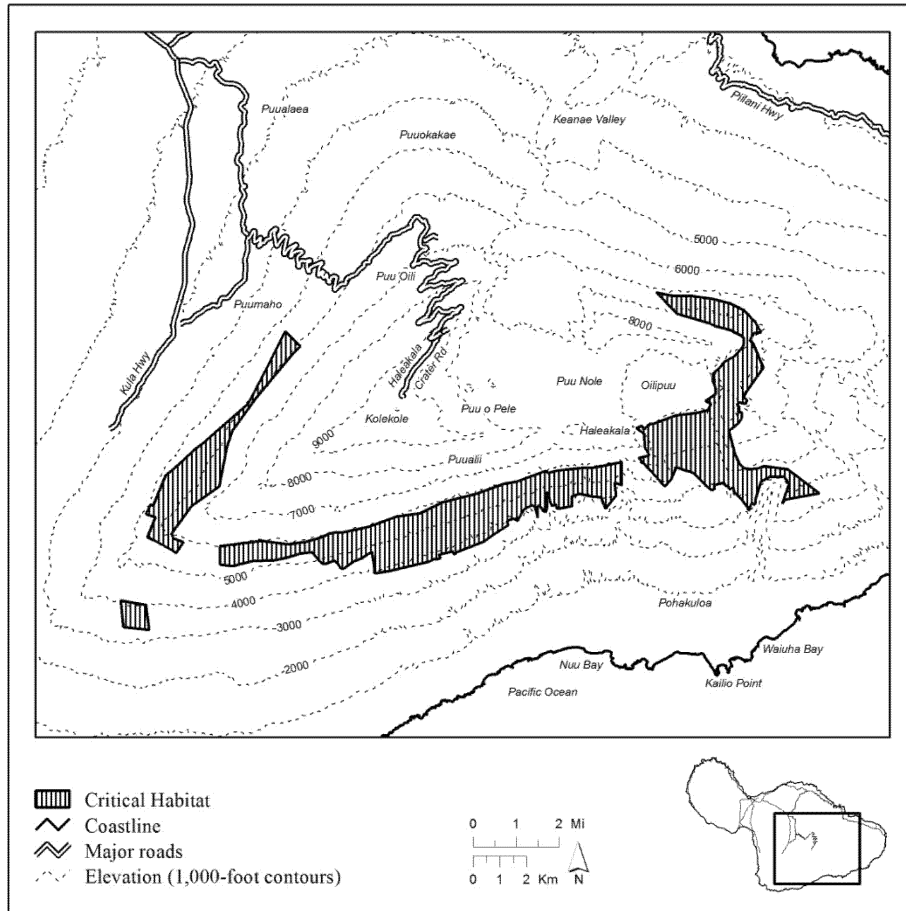 Puualaea
Puuokakae
Keanae Valley
Piilani Hwy
5000
6000
Puu Oili
Puumaho
8000
Kula Hwy
Haleakala
Crater Rd
Puu Nole
Oilipuu
Puu o Pele
Kolekole
Haleakala
9000
Puualii
8000
7000
5000
4000
3000
2000
Pohakuloa
Waiuha Bay
Nuu Bay
Kailio Point
Pacific Ocean
Critical Habitat
Coastline
Major roads
Elevation (1,000-foot contours)
0 1 2 Mi
0 1 2 Km
N